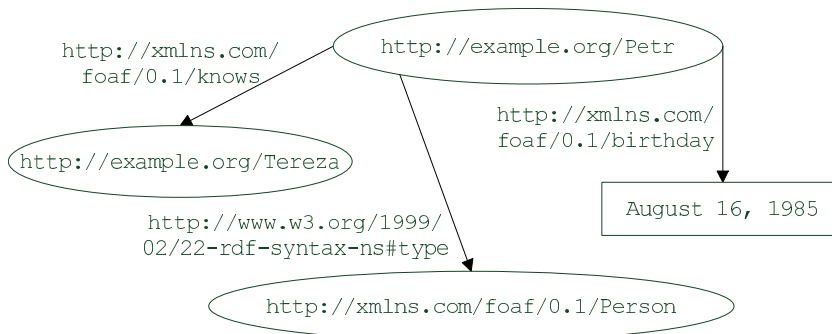 http://example.org/Petr
http://xmlns.com/
foaf/0.1/knows
http://xmlns.com/
foaf/0.1/birthday
http://example.org/Tereza
August 16, 1985
http://www.w3.org/1999/
02/22-rdf-syntax-ns#type
http://xmlns.com/foaf/0.1/Person